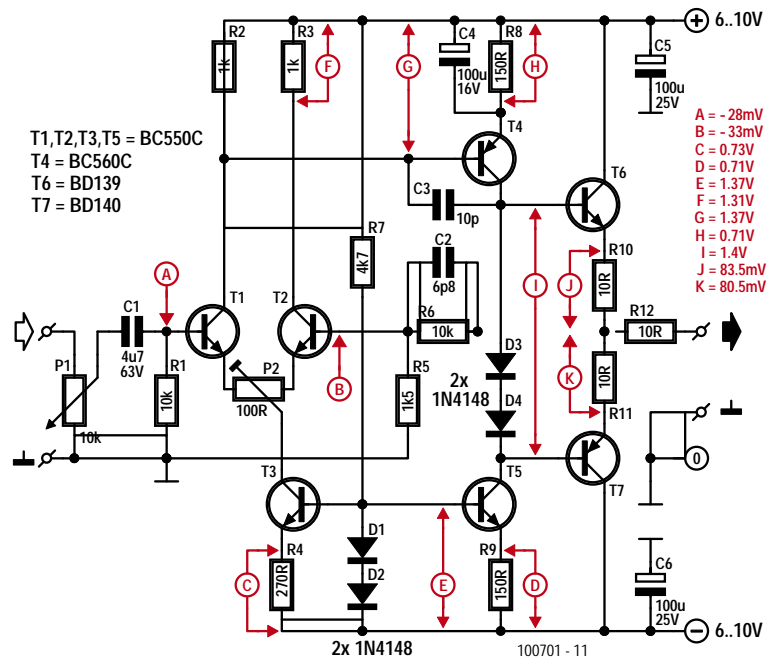 R2
1k
R3
1k
F
G
C4
100u
16V
R8
150R
H
C5
100u
25V
+ 6..10V
T1,T2,T3,T5 = BC550C
T4 = BC560C
T6 = BD139
T7 = BD140
A = - 28mV
B = - 33mV
C = 0.73V
D = 0.71V
E = 1.37V
F = 1.31V
G = 1.37V
H = 0.71V
I = 1.4V
J = 83.5mV
K = 80.5mV
T4
T6
C3
10p
R7
4k7
C2
6p8
R6
10k
I
J
R10
10R
R12
10R
A
C1
4u7
63V
T1
T2
P1
10k
R1
10k
P2
100R
B
R5
1k5
D3
2x
1N4148
D4
K
10R
R11
T3
T5
T7
0
C
R4
270R
D1
D2
E
R9
150R
D
C6
100u
25V
2x 1N4148
100701 - 11
− 6..10V